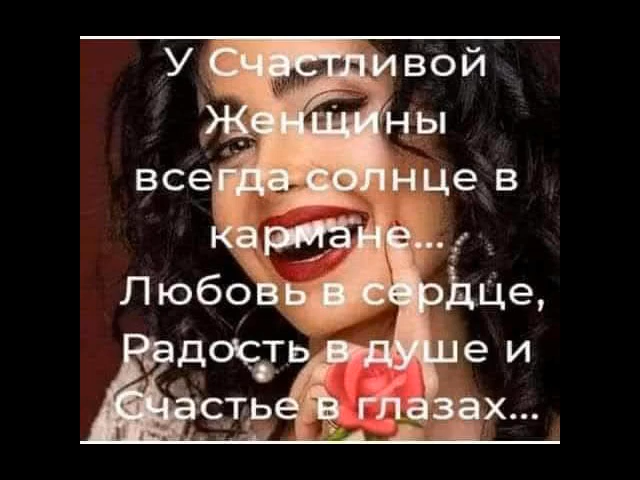 У Счастливой
Женщины
всегда солнце в
кармане...
Любовь в сердце,
Радость в душе и
Счастье в глазах...